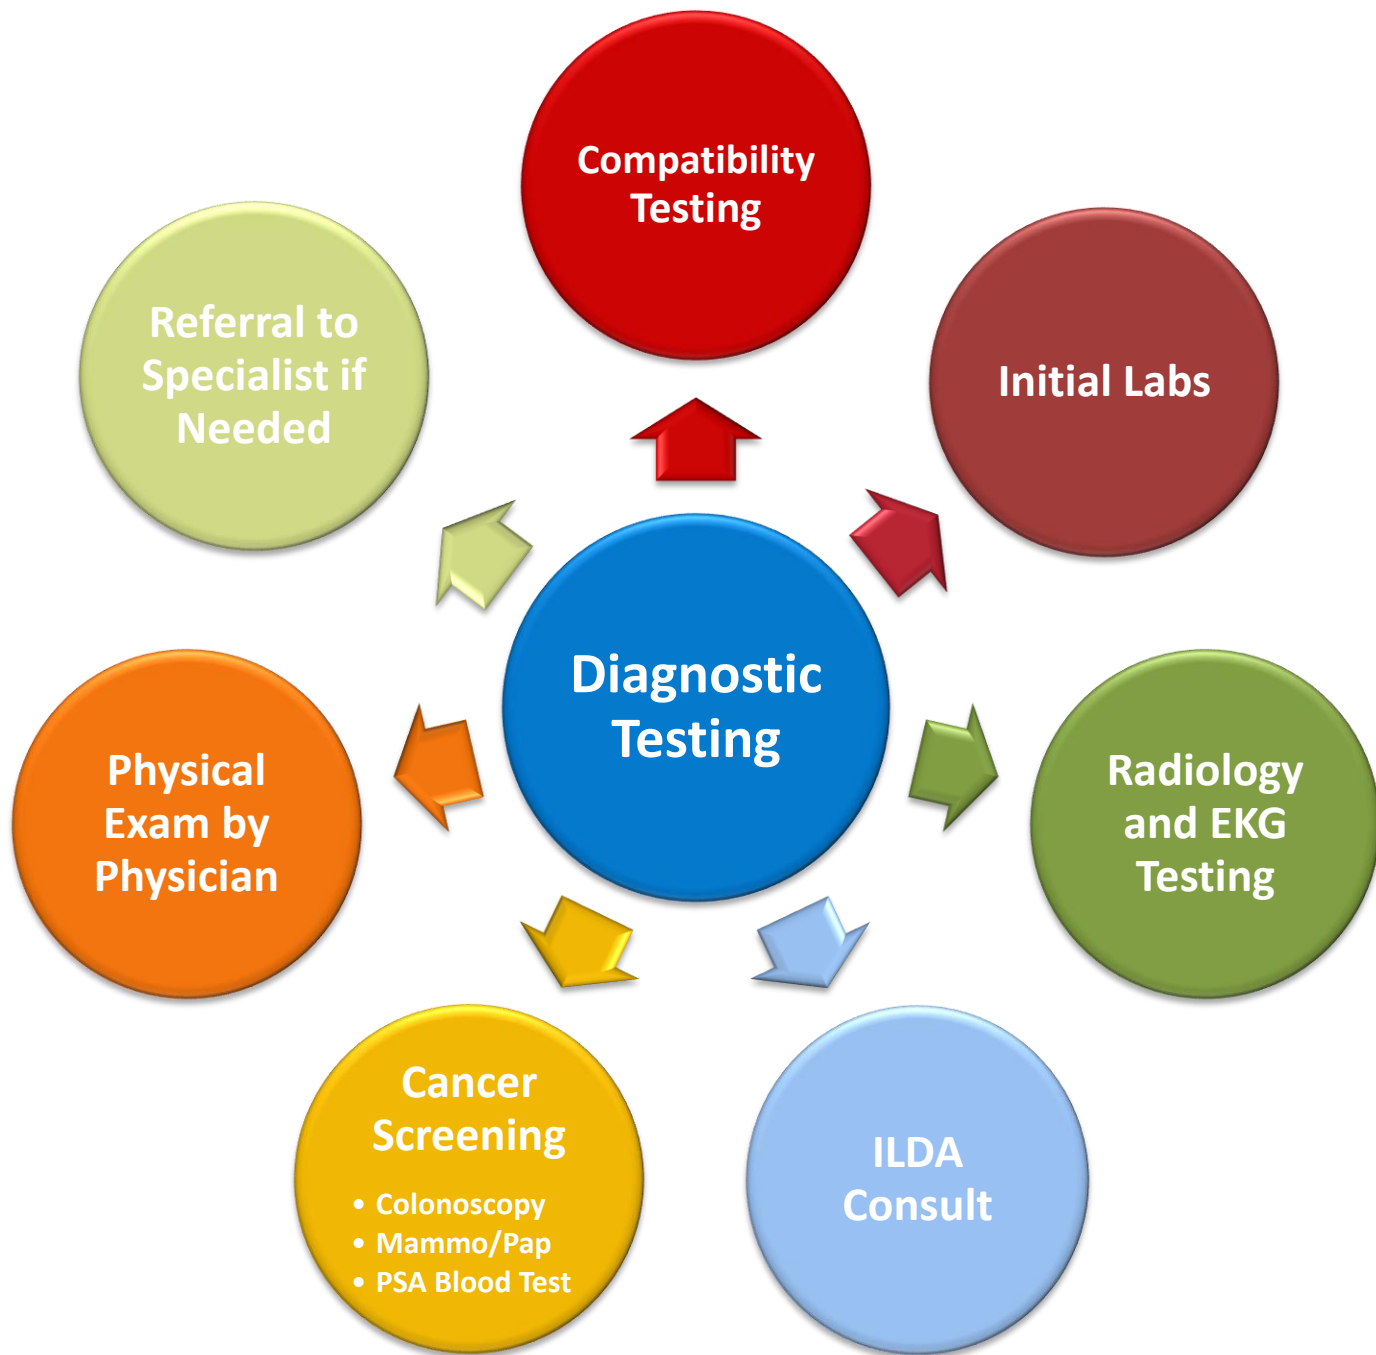 Compatibility
Testing
Initial Labs
Radiology
and EKG
Testing
ILDA
Consult
Cancer
Screening
• Colonoscopy
• Mammo/Pap
• PSA Blood Test
Physical
Exam by
Physician
Referral to
Specialist if
Needed
Diagnostic
Testing